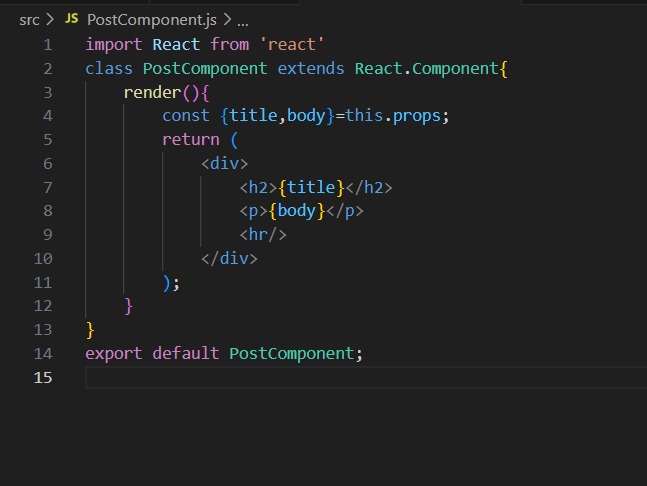 src > JS PostComponent.js > ...
1 import React from 'react'
2 class PostComponent extends React.Component{
3 render(){
4 const {title,body}=this.props;
5 return (
6 <div>
7 <h2>{title}</h2>
8 <p>{body}</p>
9 <hr/>
10 </div>
11 );
12 }
13 }
14 export default PostComponent;
15